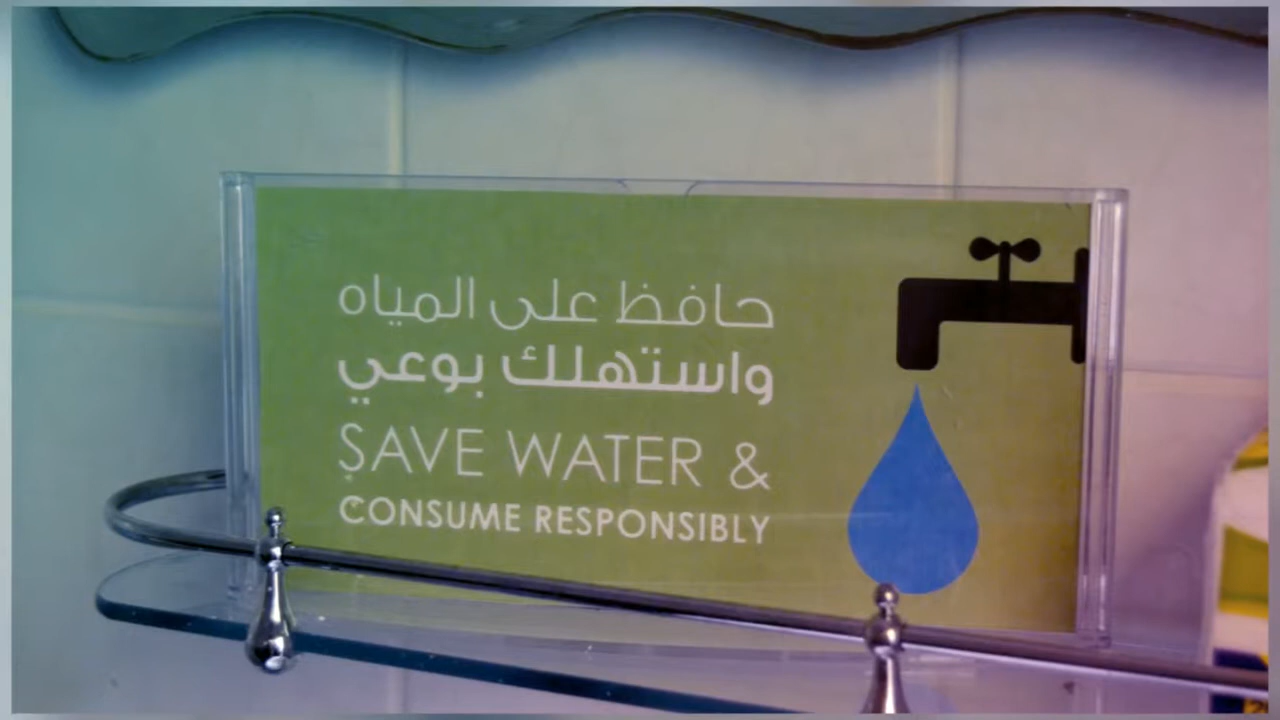 حافظ على المياه
واستهلك بوعي
SAVE WATER &
CONSUME RESPONSIBLY